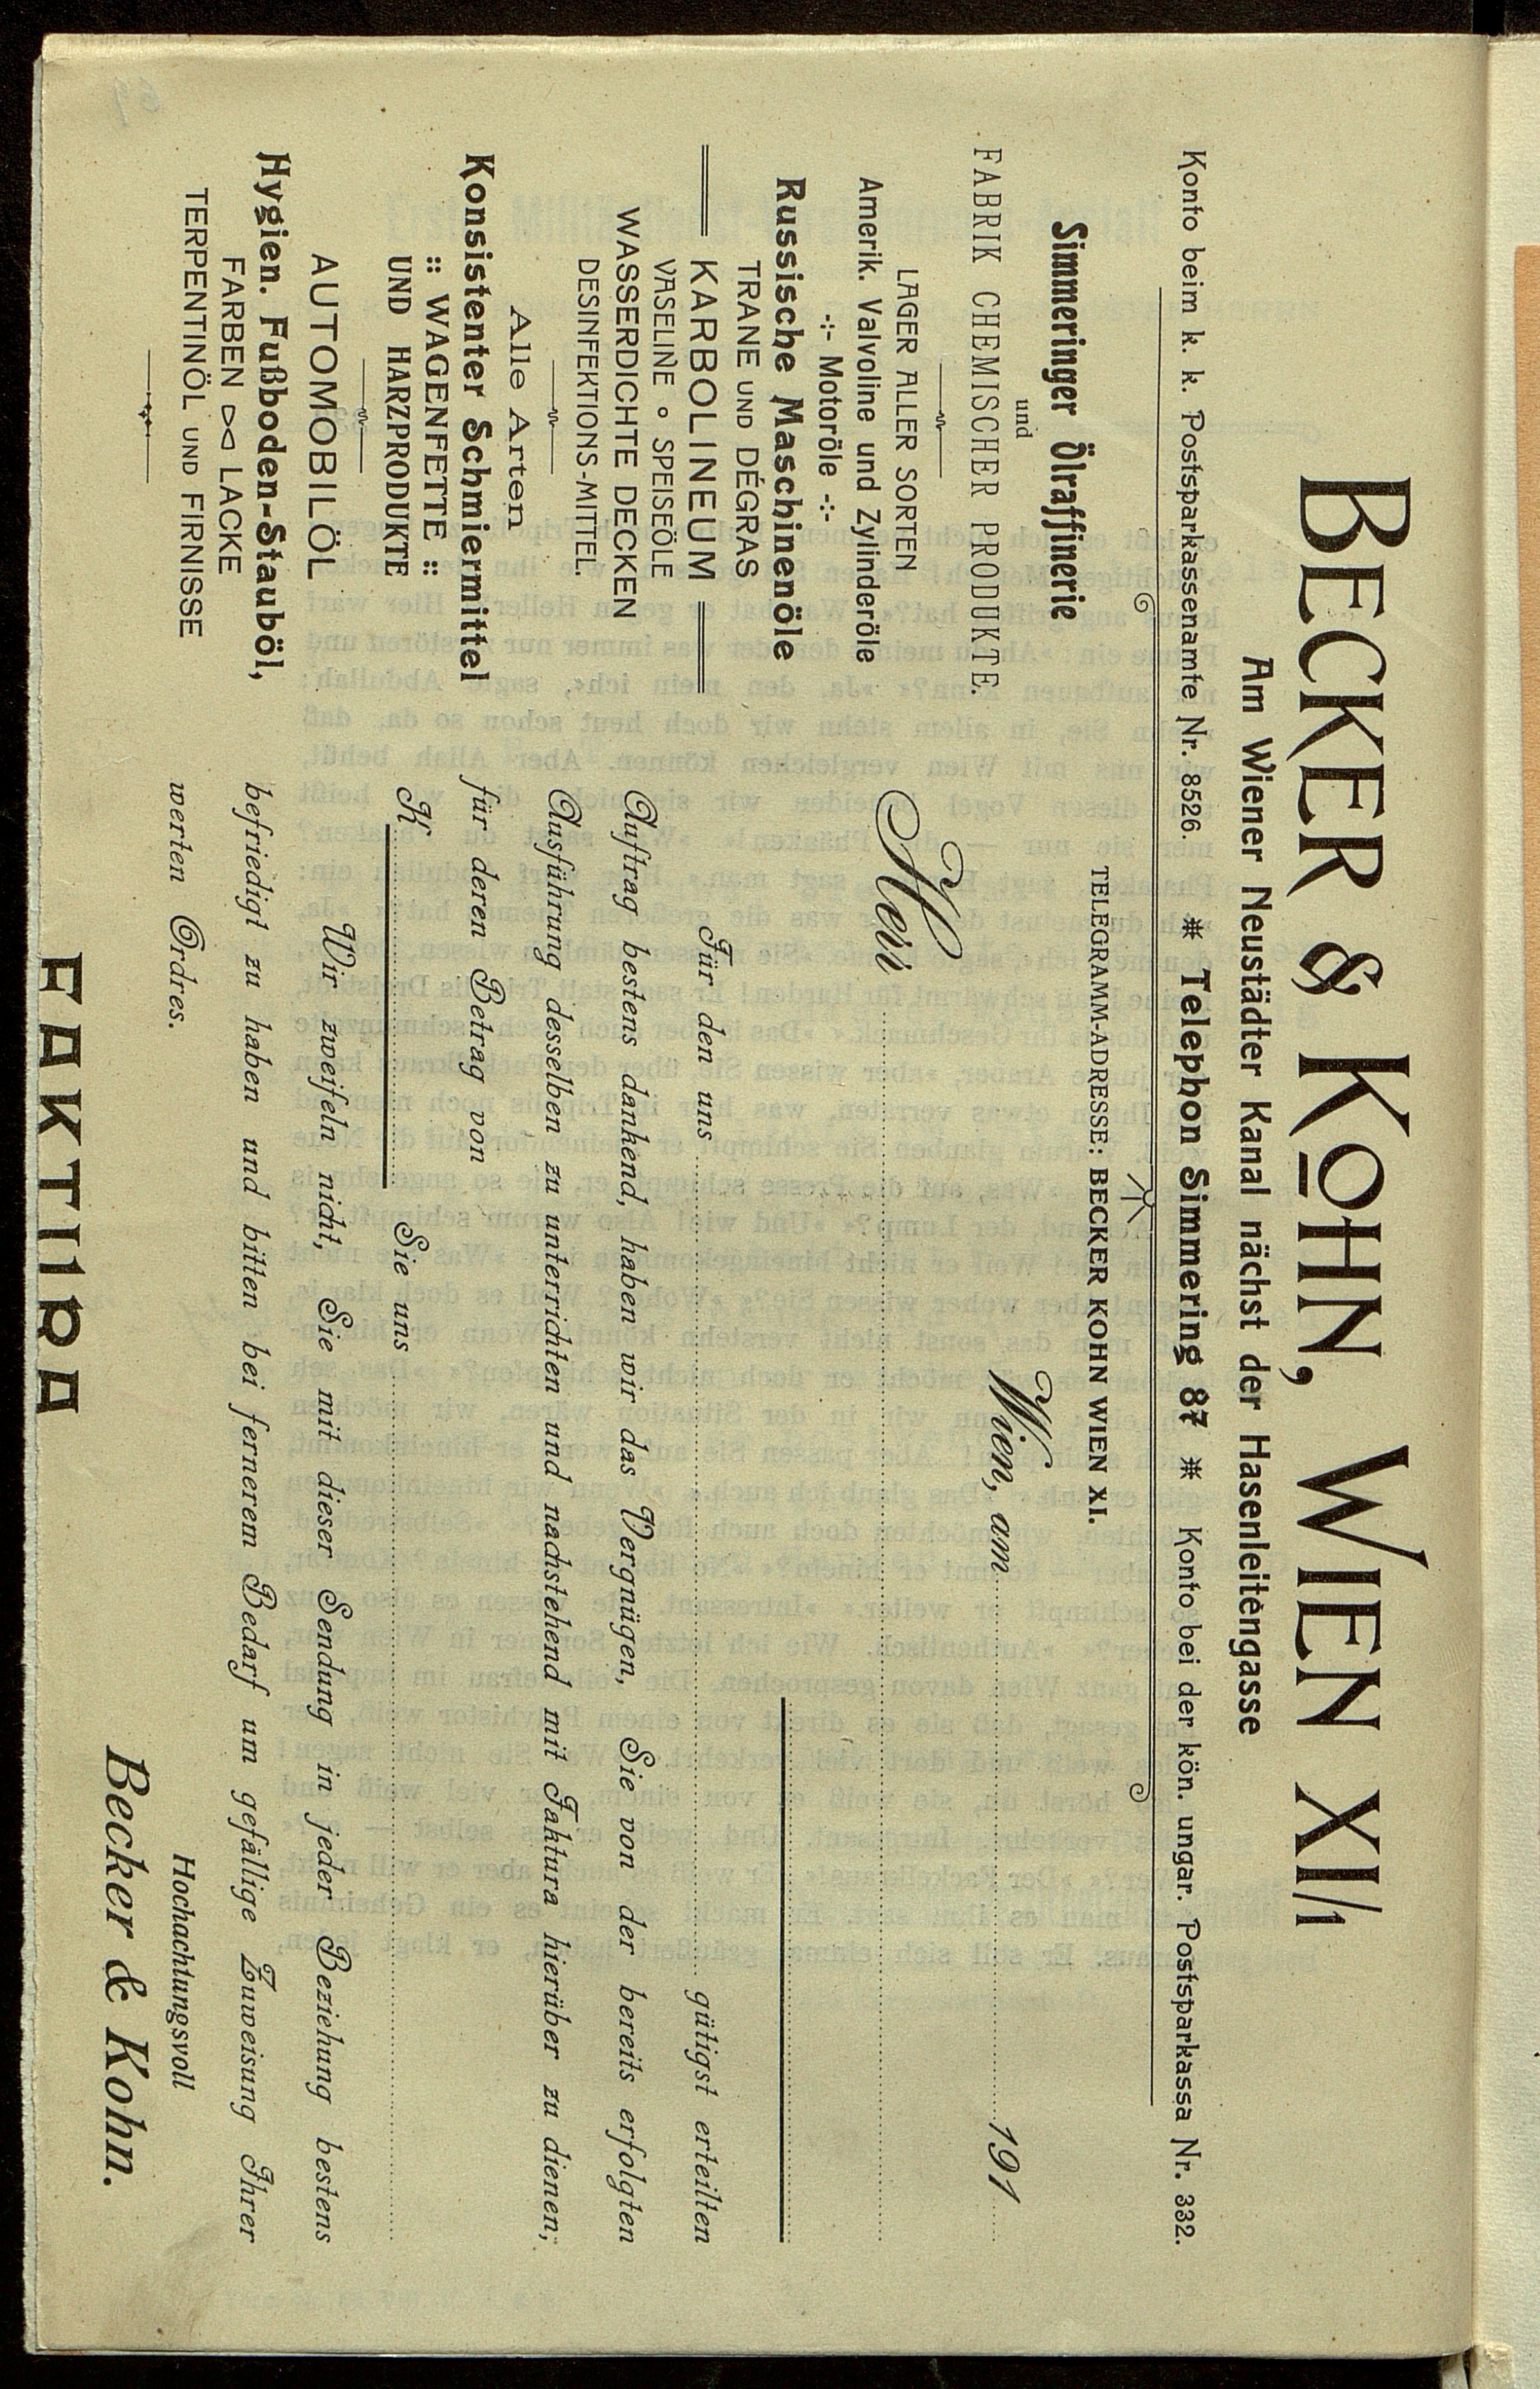 BECKER & KOHN, WIEN XI/1
Am Wiener Neustädter Kanal nächst der Hasenleitengasse
Konto beim k. k. Postsparkassenamte Nr. 8526. ⁜ Telephon Simmering 87 ⁜ Konto bei der kön. ungar. Postsparkassa Nr. 332.
TELEGRAMM-ADRESSE: BECKER KOHN WIEN XI.
Simmeringer Ölraffinerie
und
FABRIK CHEMISCHER PRODUKTE.
LAGER ALLER SORTEN
Amerik. Valvoline und Zylinderöle
-:- Motoröle -:-
Russische Maschinenöle
TRANE UND DÉGRAS
KARBOLINEUM
VASELINE o SPEISEÖLE
WASSERDICHTE DECKEN
DESINFEKTIONS-MITTEL.
Alle Arten
Konsistenter Schmiermittel
:: WAGENFETTE ::
UND HARZPRODUKTE
AUTOMOBILÖL
Hygien. Fußboden-Stauböl,
FARBEN ▷◁ LACKE
TERPENTINÖL UND FIRNISSE
Wien, am 191
Herr
Für den uns gütigst erteilten
Auftrag bestens dankend, haben wir das Vergnügen, Sie von der bereits erfolgten
Ausführung desselben zu unterrichten und nachstehend mit Faktura hierüber zu dienen,
für deren Betrag von
K Sie uns
Wir zweifeln nicht, Sie mit dieser Sendung in jeder Beziehung bestens
befriedigt zu haben und bitten bei fernerem Bedarf um gefällige Zuweisung Ihrer
werten Ordres.
Hochachtungsvoll
Becker & Kohn.
FAKTURA